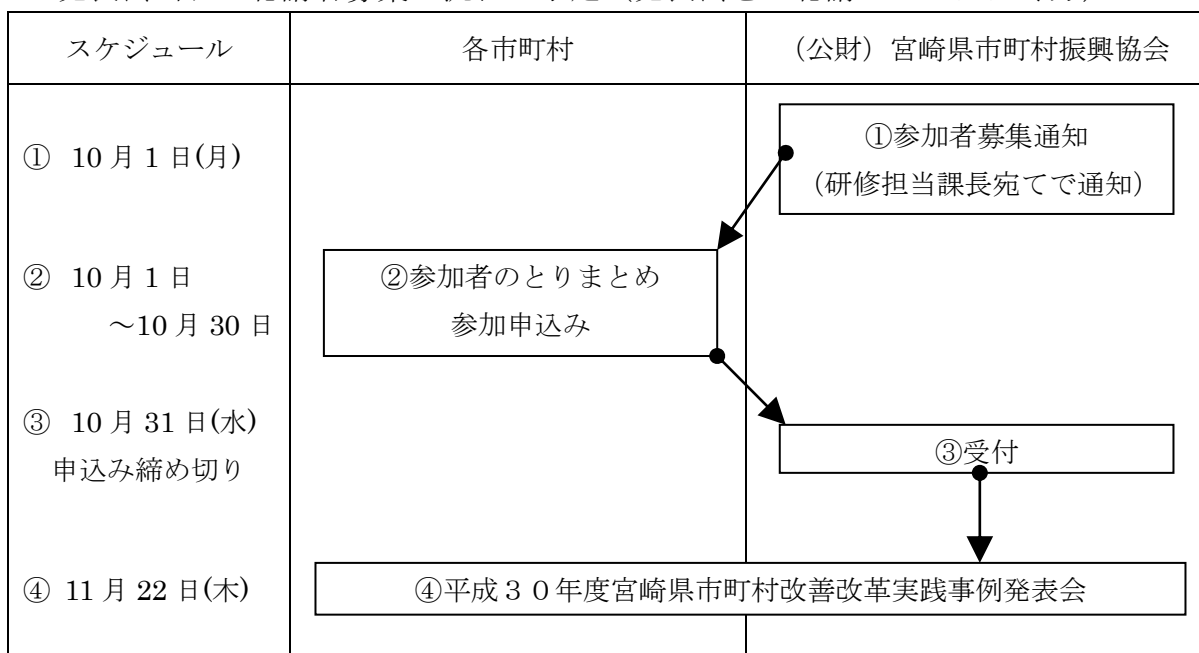 スケジュール
各市町村
（公財）宮崎県市町村振興協会
① 10月1日(月)
①参加者募集通知
（研修担当課長宛てで通知）
② 10月1日
～10月30日
②参加者のとりまとめ
参加申込み
③ 10月31日(水)
申込み締め切り
③受付
④ 11月22日(木)
④平成３０年度宮崎県市町村改善改革実践事例発表会